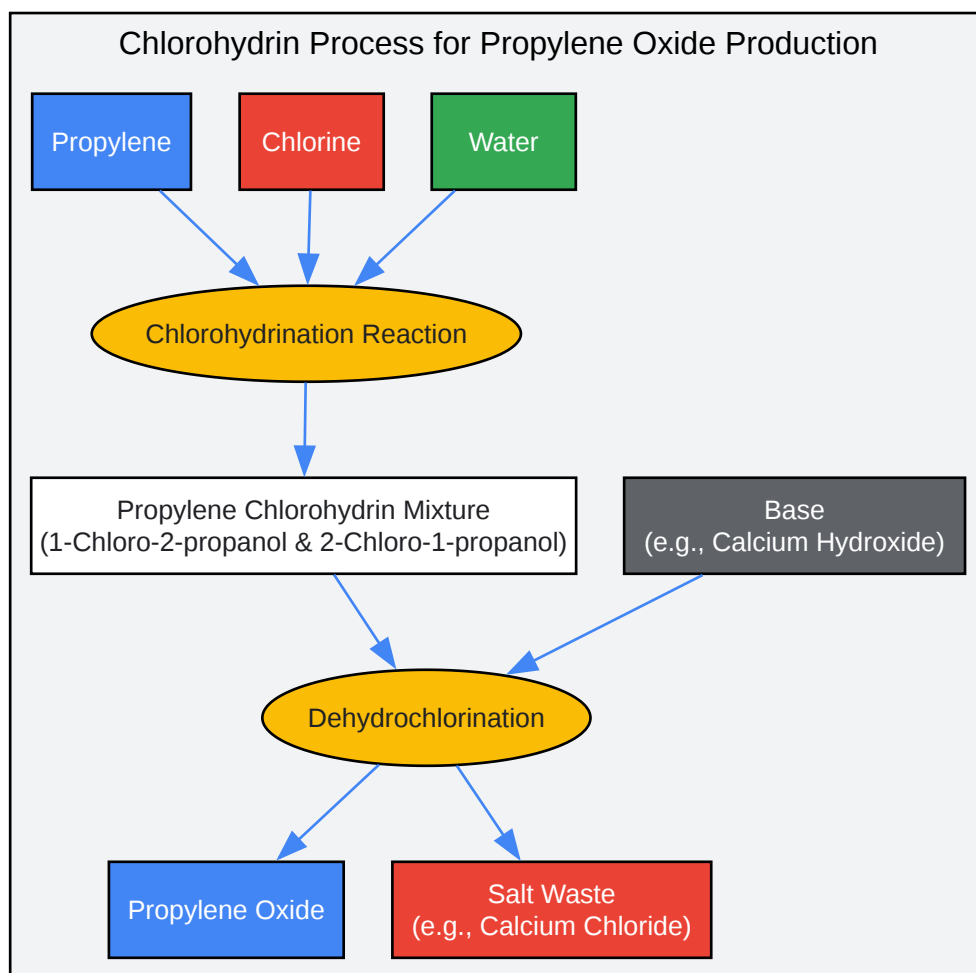 Chlorohydrin Process for Propylene Oxide Production
Propylene
Chlorine
Water
Chlorohydrination Reaction
Propylene Chlorohydrin Mixture
(1-Chloro-2-propanol & 2-Chloro-1-propanol)
Base
(e.g., Calcium Hydroxide)
Dehydrochlorination
Propylene Oxide
Salt Waste
(e.g., Calcium Chloride)